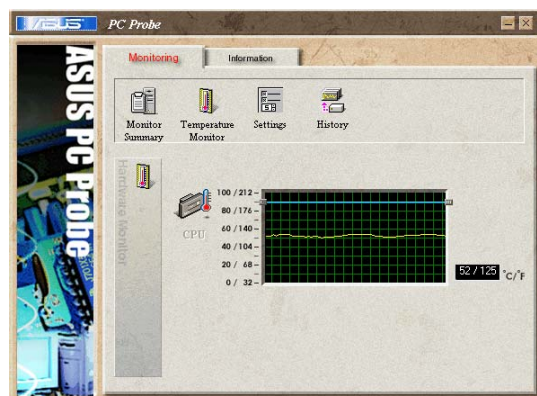 /SUS
PC Probe
ASUS PC Probe
Monitoring
Information
Monitor
Summary
Temperature
Monitor
Settings
History
Hardware Monitor
CPU
100 / 212
80 / 176
60 / 140
40 / 104
20 / 68
0 / 32
52 / 125 °C/°F